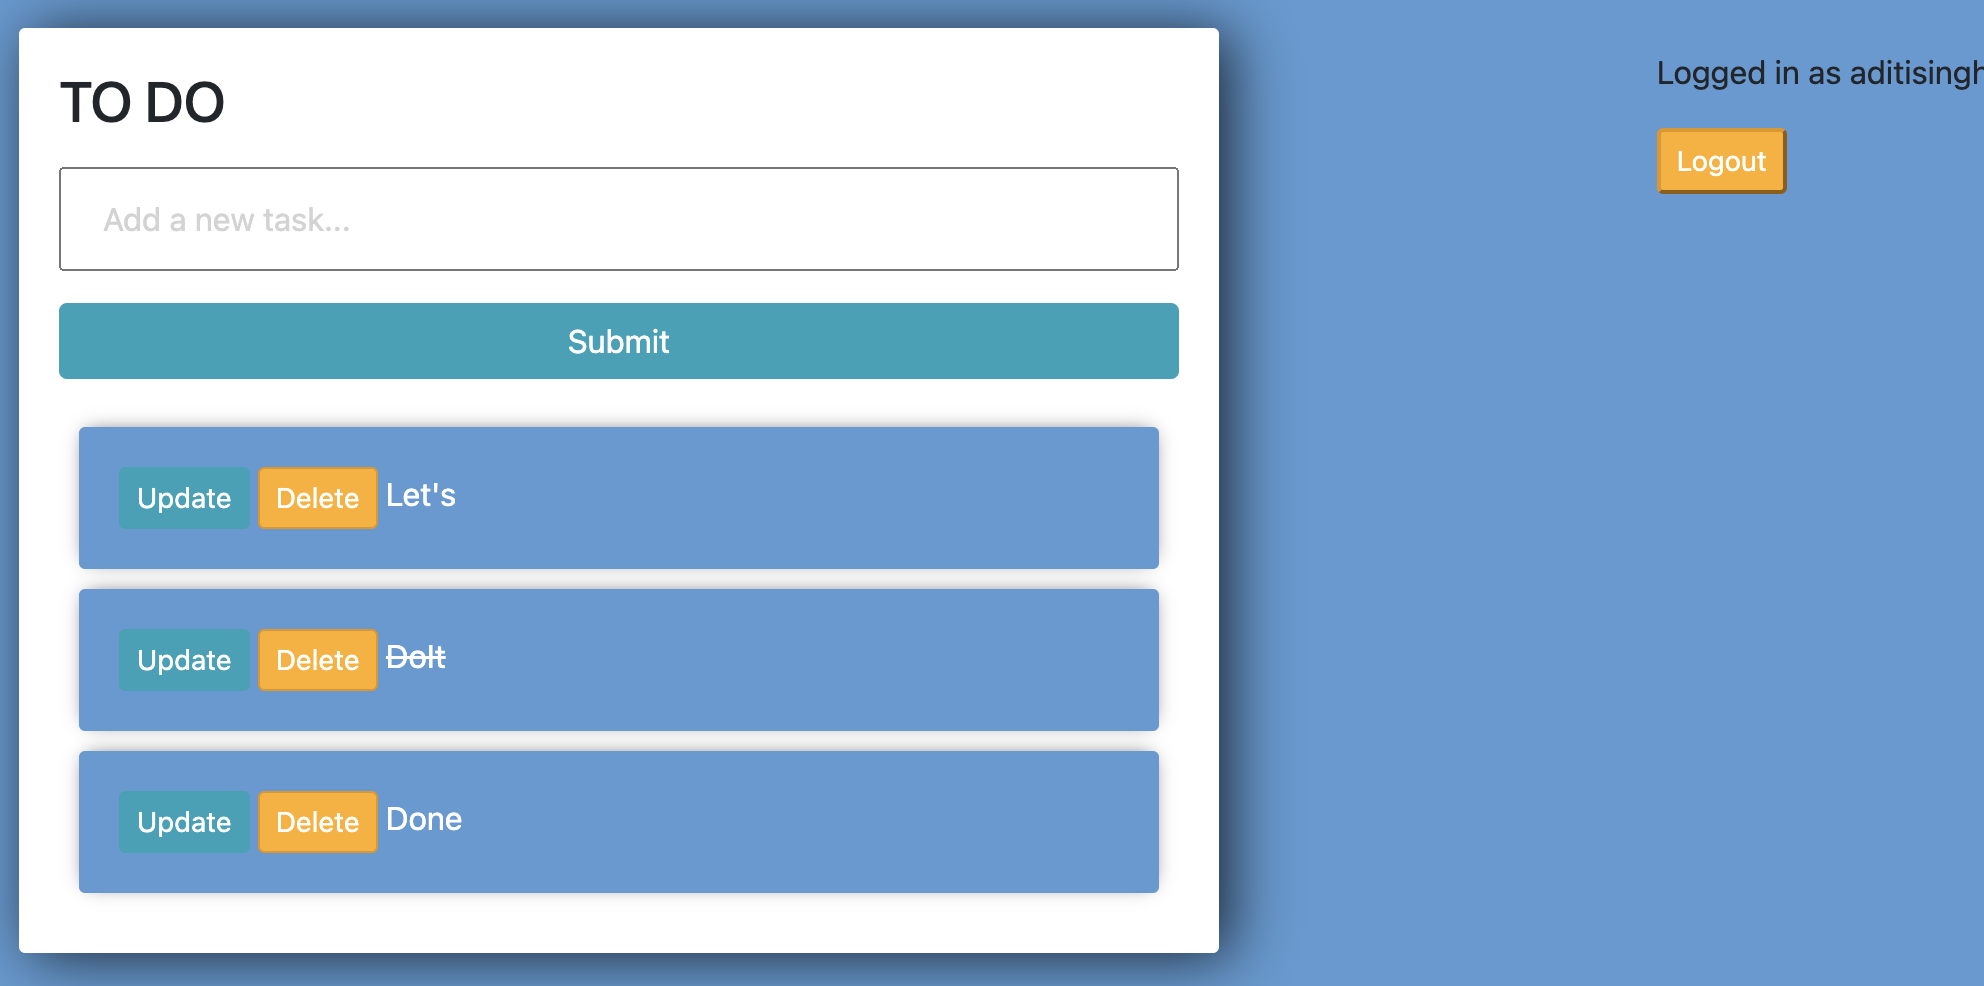 TO DO
Logged in as aditisingh
Logout
Add a new task...
Submit
Update Delete Let's
Update Delete DoIt
Update Delete Done